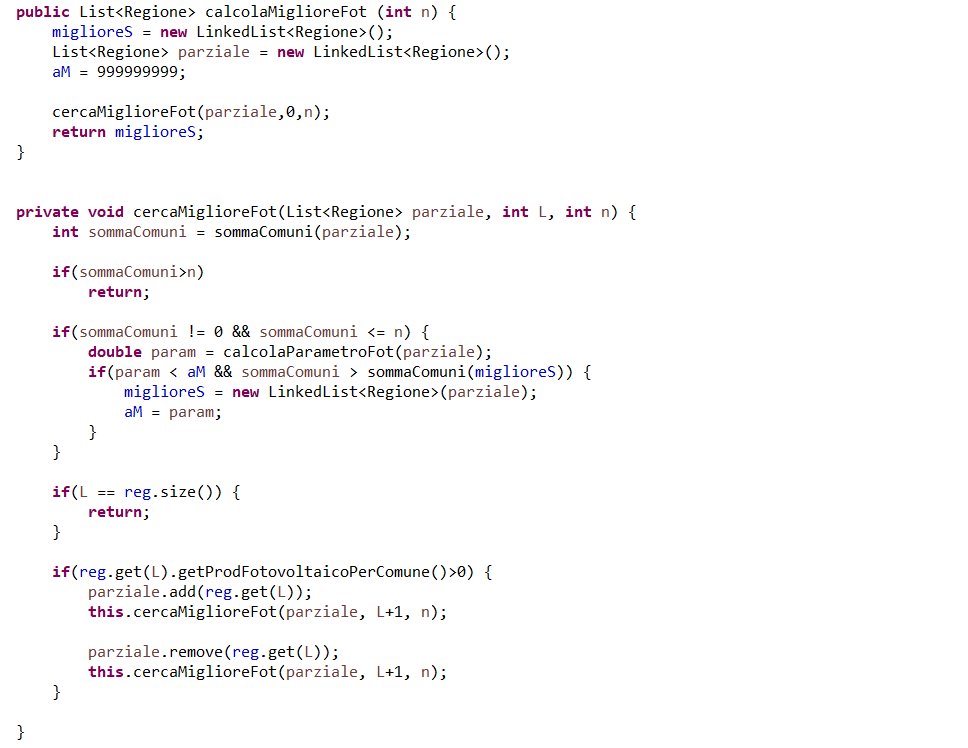 public List<Regione> calcolaMiglioreFot (int n) {
    miglioreS = new LinkedList<Regione>();
    List<Regione> parziale = new LinkedList<Regione>();
    aM = 999999999;

    cercaMiglioreFot(parziale,0,n);
    return miglioreS;
}


private void cercaMiglioreFot(List<Regione> parziale, int L, int n) {
    int sommaComuni = sommaComuni(parziale);

    if(sommaComuni>n)
        return;

    if(sommaComuni != 0 && sommaComuni <= n) {
        double param = calcolaParametroFot(parziale);
        if(param < aM && sommaComuni > sommaComuni(miglioreS)) {
            miglioreS = new LinkedList<Regione>(parziale);
            aM = param;
        }
    }

    if(L == reg.size()) {
        return;
    }

    if(reg.get(L).getProdFotovoltaicoPerComune()>0) {
        parziale.add(reg.get(L));
        this.cercaMiglioreFot(parziale, L+1, n);

        parziale.remove(reg.get(L));
        this.cercaMiglioreFot(parziale, L+1, n);
    }

}